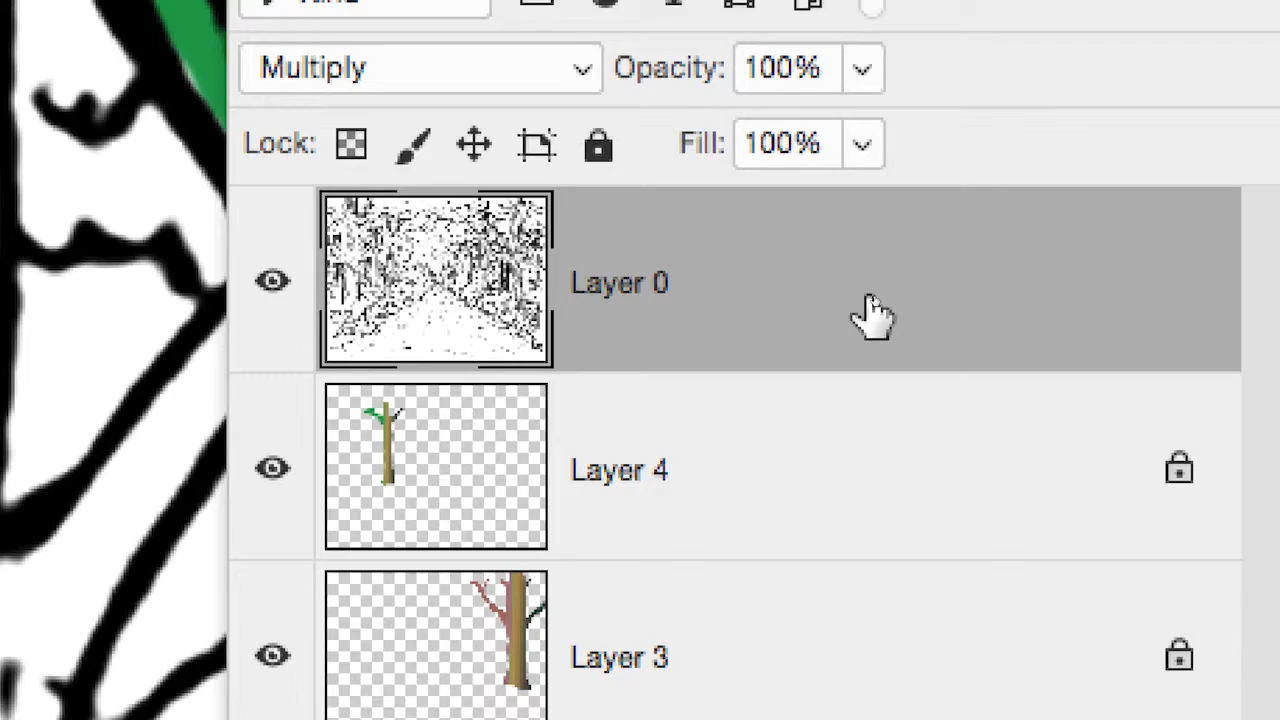 Multiply Opacity: 100%
Lock: Fill: 100%
Layer 0
Layer 4
Layer 3